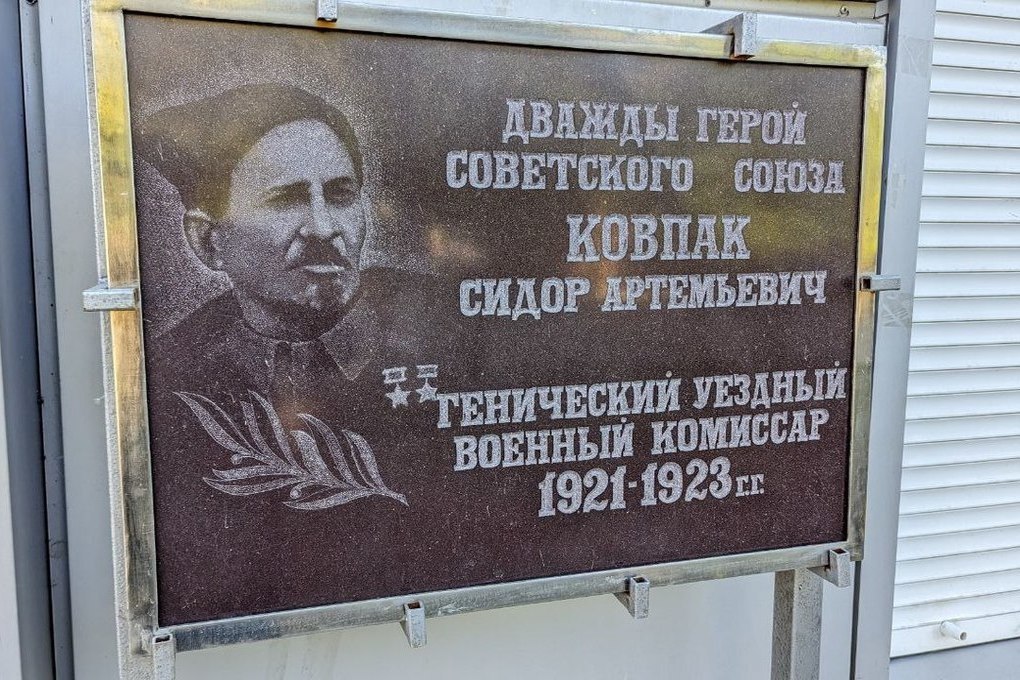 ДВАЖДЫ ГЕРОЙ
СОВЕТСКОГО СОЮЗА
КОВПАК
СИДОР АРТЕМЬЕВИЧ
ГЕНИЧЕСКИЙ УЕЗДНЫЙ
ВОЕННЫЙ КОМИССАР
1921-1923 г.г.